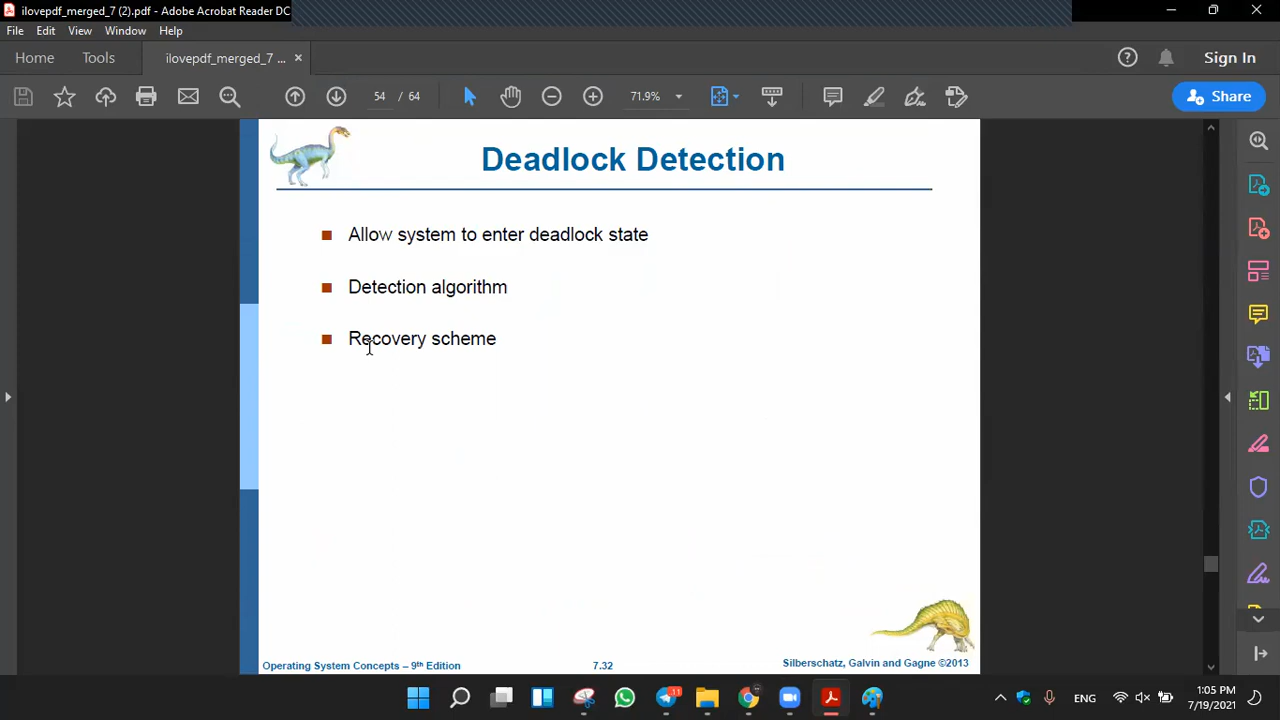 ilovepdf_merged_7 (2).pdf - Adobe Acrobat Reader DC
File Edit View Window Help
Home Tools ilovepdf_merged_7 ... Sign In
54 / 64 71.9% Share
Deadlock Detection
Allow system to enter deadlock state
Detection algorithm
Recovery scheme
Operating System Concepts – 9th Edition 7.32 Silberschatz, Galvin and Gagne ©2013
11 ENG 1:05 PM
7/19/2021